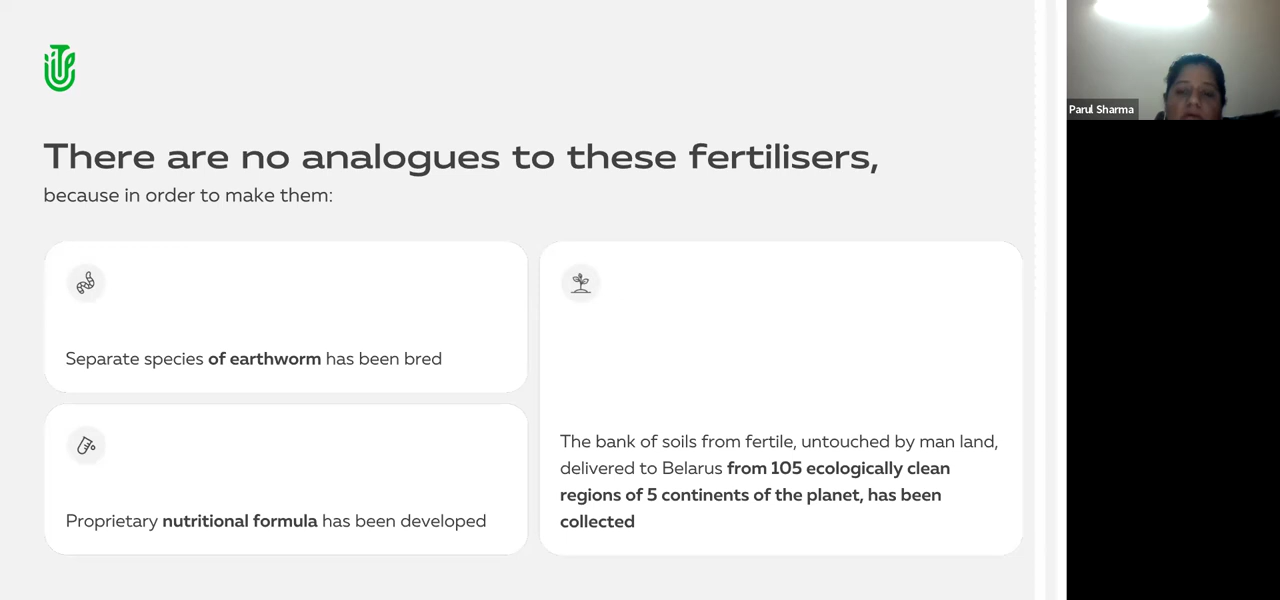 There are no analogues to these fertilisers,
because in order to make them:
Separate species of earthworm has been bred
Proprietary nutritional formula has been developed
The bank of soils from fertile, untouched by man land,
delivered to Belarus from 105 ecologically clean
regions of 5 continents of the planet, has been
collected
Parul Sharma